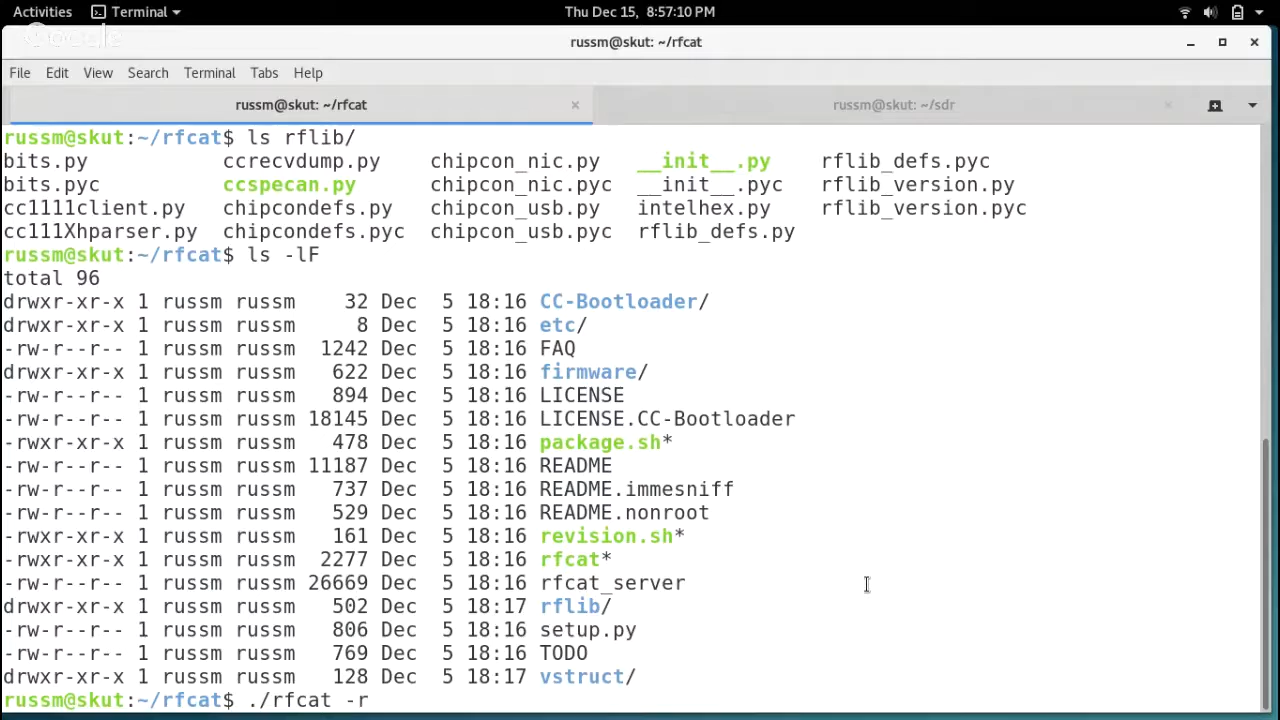 Activities Terminal Thu Dec 15, 8:57:10 PM
Google
russm@skut: ~/rfcat
File Edit View Search Terminal Tabs Help
russm@skut: ~/rfcat × russm@skut: ~/sdr ×
russm@skut:~/rfcat$ ls rflib/
bits.py ccrecvdump.py chipcon_nic.py __init__.py rflib_defs.pyc
bits.pyc ccspecan.py chipcon_nic.pyc __init__.pyc rflib_version.py
cc1111client.py chipcondefs.py chipcon_usb.py intelhex.py rflib_version.pyc
cc111Xhparser.py chipcondefs.pyc chipcon_usb.pyc rflib_defs.py
russm@skut:~/rfcat$ ls -lF
total 96
drwxr-xr-x 1 russm russm 32 Dec 5 18:16 CC-Bootloader/
drwxr-xr-x 1 russm russm 8 Dec 5 18:16 etc/
-rw-r--r-- 1 russm russm 1242 Dec 5 18:16 FAQ
drwxr-xr-x 1 russm russm 622 Dec 5 18:16 firmware/
-rw-r--r-- 1 russm russm 894 Dec 5 18:16 LICENSE
-rw-r--r-- 1 russm russm 18145 Dec 5 18:16 LICENSE.CC-Bootloader
-rwxr-xr-x 1 russm russm 478 Dec 5 18:16 package.sh*
-rw-r--r-- 1 russm russm 11187 Dec 5 18:16 README
-rw-r--r-- 1 russm russm 737 Dec 5 18:16 README.immesniff
-rw-r--r-- 1 russm russm 529 Dec 5 18:16 README.nonroot
-rwxr-xr-x 1 russm russm 161 Dec 5 18:16 revision.sh*
-rwxr-xr-x 1 russm russm 2277 Dec 5 18:16 rfcat*
-rw-r--r-- 1 russm russm 26669 Dec 5 18:16 rfcat_server
drwxr-xr-x 1 russm russm 502 Dec 5 18:17 rflib/
-rw-r--r-- 1 russm russm 806 Dec 5 18:16 setup.py
-rw-r--r-- 1 russm russm 769 Dec 5 18:16 TODO
drwxr-xr-x 1 russm russm 128 Dec 5 18:17 vstruct/
russm@skut:~/rfcat$ ./rfcat -r